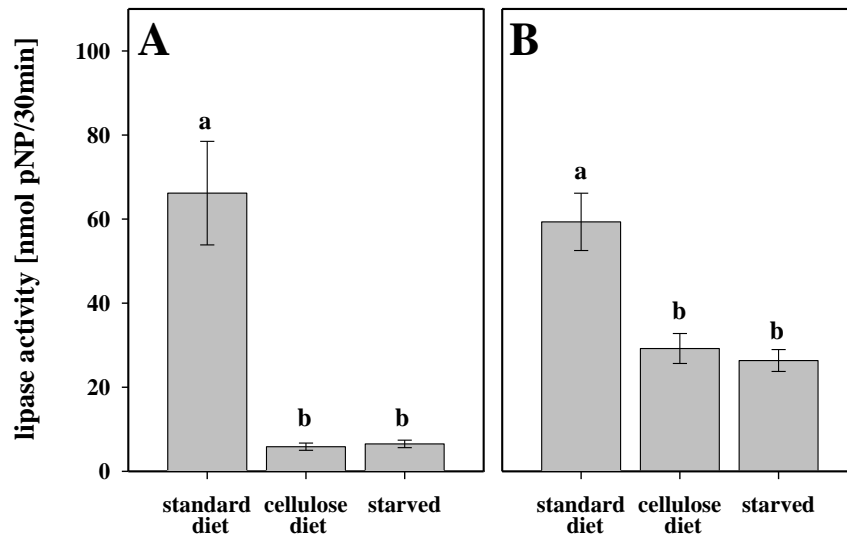 A
B
lipase activity [nmol pNP/30min]
100
80
60
40
20
0
a
b
b
a
b
b
standard
diet
cellulose
diet
starved
standard
diet
cellulose
diet
starved